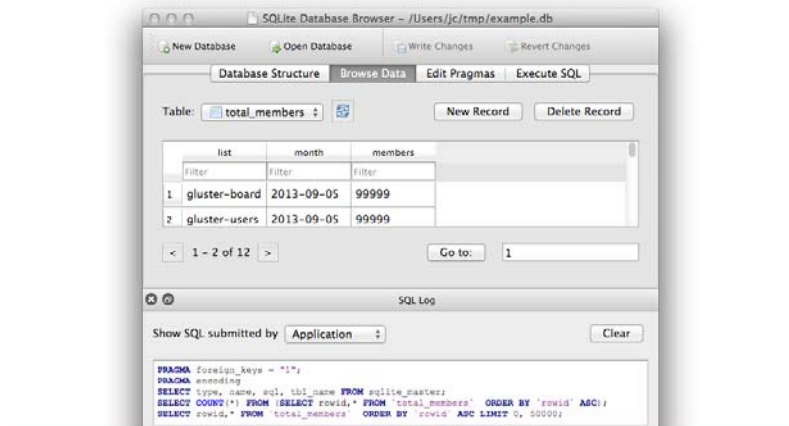 SQLite Database Browser – /Users/jc/tmp/example.db
New Database Open Database Write Changes Revert Changes
Database Structure Browse Data Edit Pragmas Execute SQL
Table: total_members New Record Delete Record
list month members
Filter Filter Filter
1 gluster-board 2013-09-05 99999
2 gluster-users 2013-09-05 99999
< 1 - 2 of 12 > Go to: 1
SQL Log
Show SQL submitted by Application Clear
PRAGMA foreign_keys = "1";
PRAGMA encoding
SELECT type, name, sql, tbl_name FROM sqlite_master;
SELECT COUNT(*) FROM (SELECT rowid,* FROM `total_members` ORDER BY `rowid` ASC);
SELECT rowid,* FROM `total_members` ORDER BY `rowid` ASC LIMIT 0, 50000;